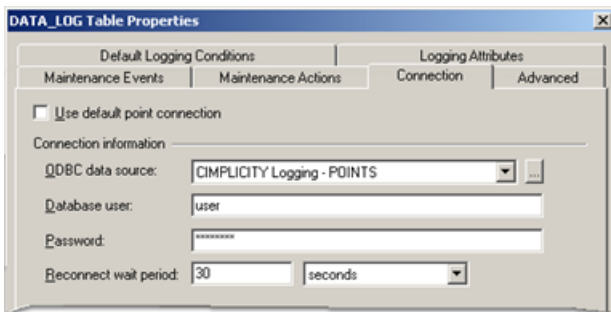 DATA_LOG Table Properties
Default Logging Conditions
Logging Attributes
Maintenance Events
Maintenance Actions
Connection
Advanced
Use default point connection
Connection information
ODBC data source:
CIMPLICITY Logging - POINTS
...
Database user:
user
Password:
********
Reconnect wait period:
30
seconds